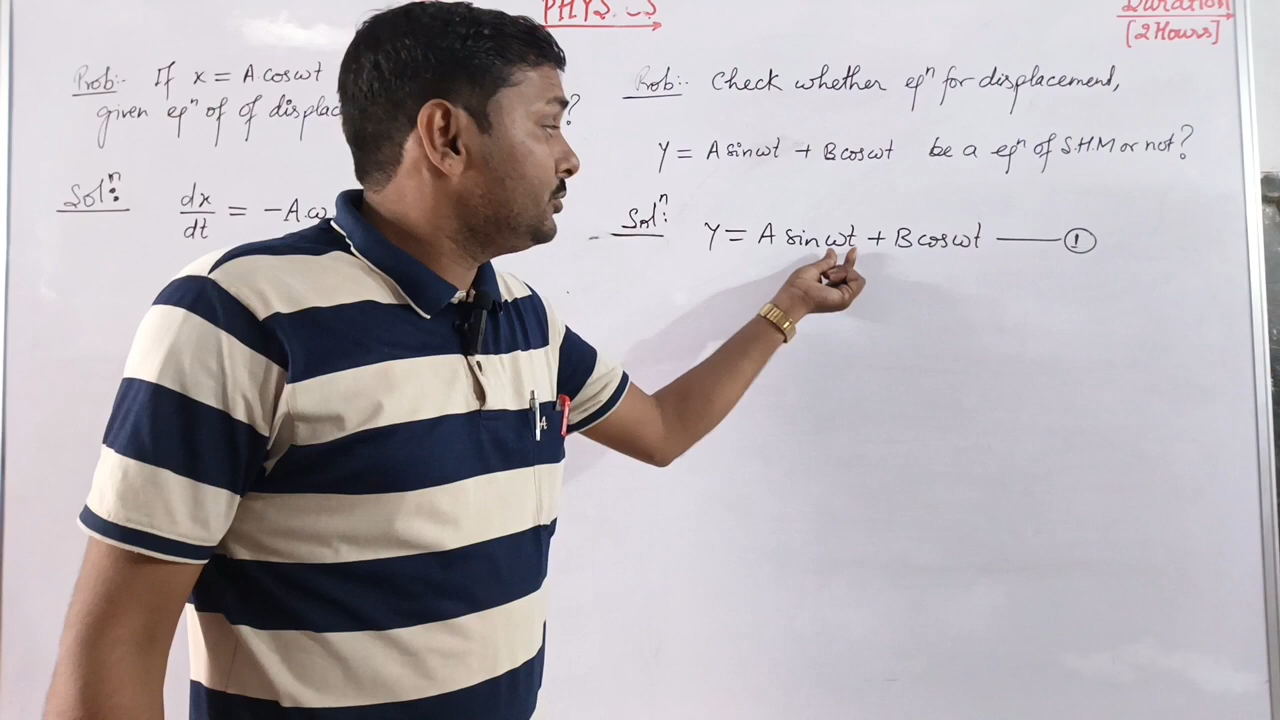 PHYSICS
Duration
[2 Hours]
Prob:- If x = A.cosωt
given eqⁿ of of displac
?
Solⁿ:
dx/dt = -A.ω
Prob:- Check whether eqⁿ for displacement,
Y = A sinωt + B cosωt be a eqⁿ of S.H.M or not?
Solⁿ:
Y = A sinωt + B cosωt ——— ①
A